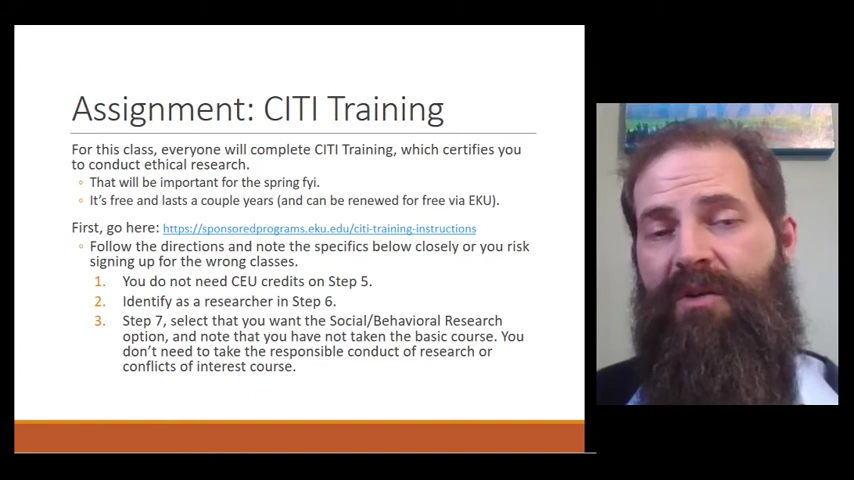 Assignment: CITI Training
For this class, everyone will complete CITI Training, which certifies you
to conduct ethical research.
◦ That will be important for the spring fyi.
◦ It’s free and lasts a couple years (and can be renewed for free via EKU).
First, go here: https://sponsoredprograms.eku.edu/citi-training-instructions
◦ Follow the directions and note the specifics below closely or you risk
signing up for the wrong classes.
1. You do not need CEU credits on Step 5.
2. Identify as a researcher in Step 6.
3. Step 7, select that you want the Social/Behavioral Research
option, and note that you have not taken the basic course. You
don’t need to take the responsible conduct of research or
conflicts of interest course.